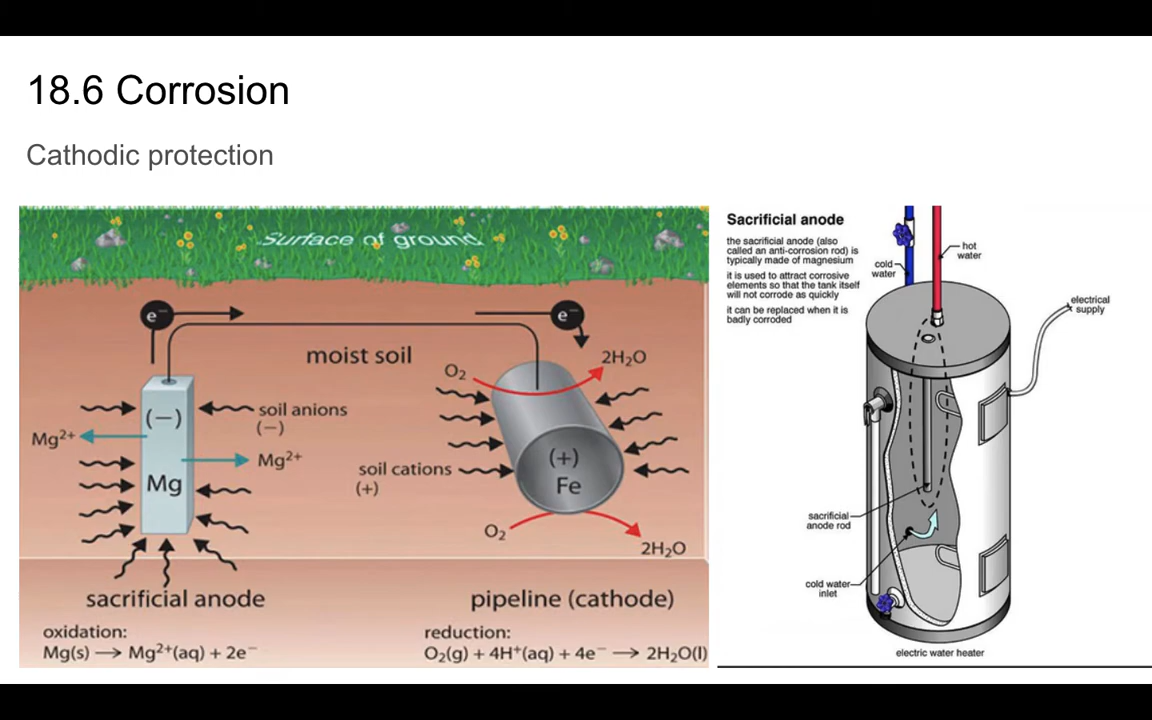 18.6 Corrosion
Cathodic protection
Surface of ground
e⁻
e⁻
moist soil
O₂
2H₂O
(−)
soil anions
(−)
Mg²⁺
Mg²⁺
Mg
soil cations
(+)
(+)
Fe
O₂
2H₂O
sacrificial anode
pipeline (cathode)
oxidation:
Mg(s) → Mg²⁺(aq) + 2e⁻
reduction:
O₂(g) + 4H⁺(aq) + 4e⁻ → 2H₂O(l)
Sacrificial anode
the sacrificial anode (also
called an anti-corrosion rod) is
typically made of magnesium
it is used to attract corrosive
elements so that the tank itself
will not corrode as quickly
it can be replaced when it is
badly corroded
cold
water
hot
water
electrical
supply
sacrificial
anode rod
cold water
inlet
electric water heater